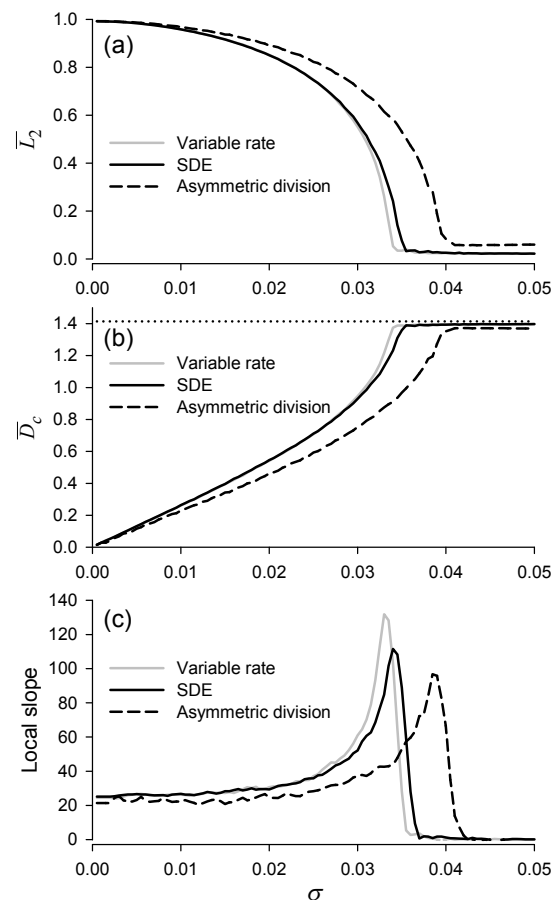 (a)
1.0
0.8
0.6
0.4
0.2
0.0
L̅₂
Variable rate
SDE
Asymmetric division
0.00 0.01 0.02 0.03 0.04 0.05
(b)
1.4
1.2
1.0
0.8
0.6
0.4
0.2
0.0
D̅c
Variable rate
SDE
Asymmetric division
0.00 0.01 0.02 0.03 0.04 0.05
(c)
140
120
100
80
60
40
20
0
Local slope
Variable rate
SDE
Asymmetric division
0.00 0.01 0.02 0.03 0.04 0.05
σ